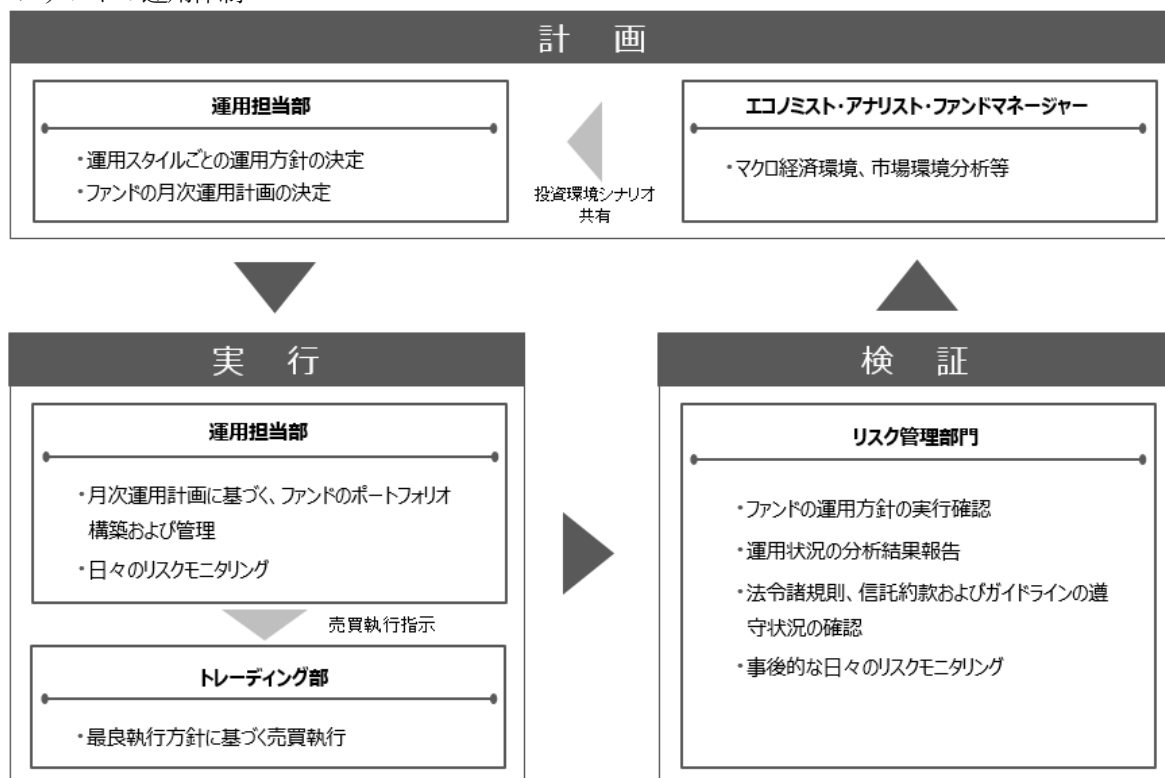 計 画
運用担当部
・運用スタイルごとの運用方針の決定
・ファンドの月次運用計画の決定
投資環境シナリオ
共有
エコノミスト・アナリスト・ファンドマネージャー
・マクロ経済環境、市場環境分析等
実 行
運用担当部
・月次運用計画に基づく、ファンドのポートフォリオ
構築および管理
・日々のリスクモニタリング
売買執行指示
トレーディング部
・最良執行方針に基づく売買執行
検 証
リスク管理部門
・ファンドの運用方針の実行確認
・運用状況の分析結果報告
・法令諸規則、信託約款およびガイドラインの遵
守状況の確認
・事後的な日々のリスクモニタリング